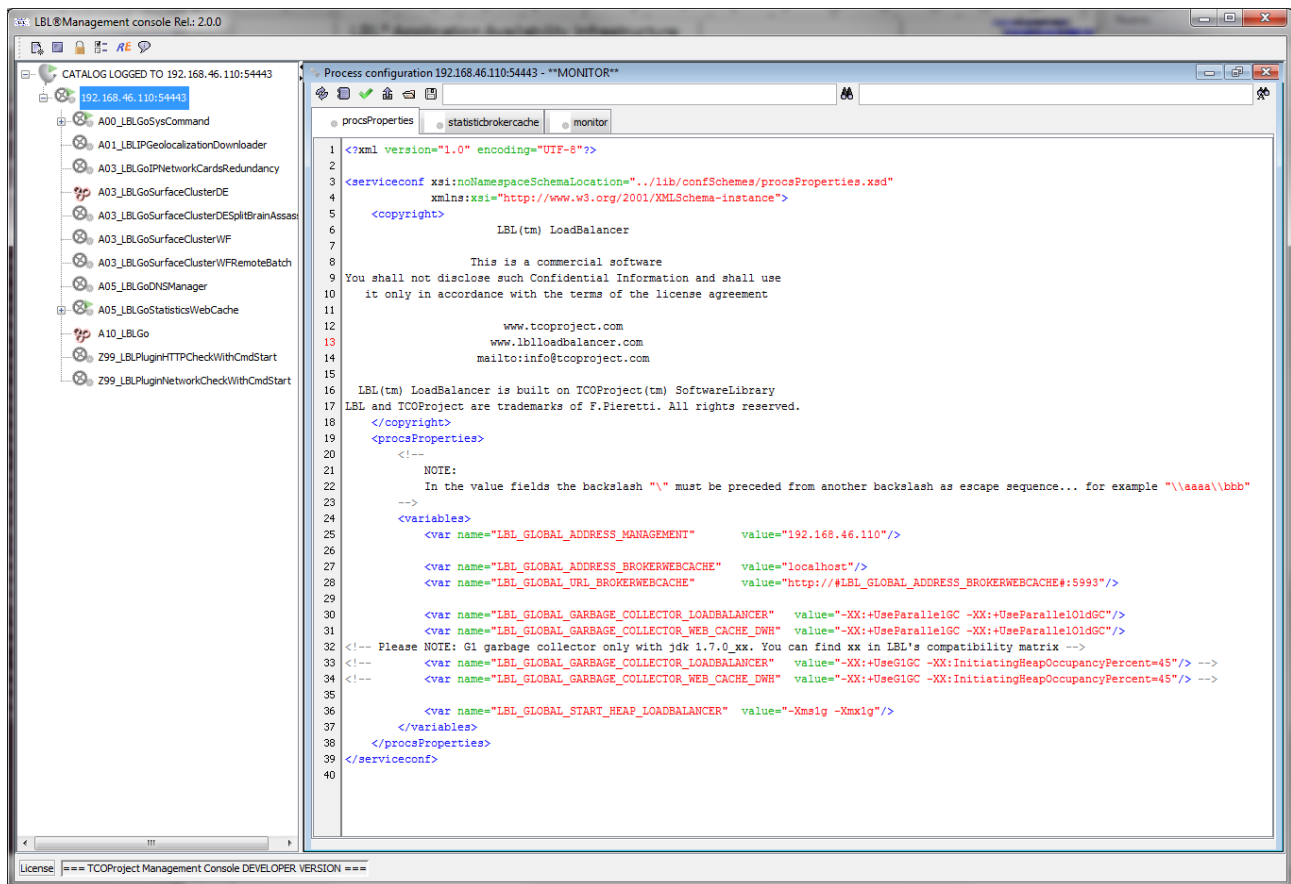 LBL®Management console Rel.: 2.0.0
RE
CATALOG LOGGED TO 192.168.46.110:54443
192.168.46.110:54443
A00_LBLGoSysCommand
A01_LBLIPGeolocalizationDownloader
A03_LBLGoIPNetworkCardsRedundancy
A03_LBLGoSurfaceClusterDE
A03_LBLGoSurfaceClusterDESplitBrainAssas
A03_LBLGoSurfaceClusterWF
A03_LBLGoSurfaceClusterWFRemoteBatch
A05_LBLGoDNSManager
A05_LBLGoStatisticsWebCache
A10_LBLGo
Z99_LBLPluginHTTPCheckWithCmdStart
Z99_LBLPluginNetworkCheckWithCmdStart
Process configuration 192.168.46.110:54443 - **MONITOR**
procsProperties statisticbrokercache monitor
1 <?xml version="1.0" encoding="UTF-8"?>
2
3 <serviceconf xsi:noNamespaceSchemaLocation="../lib/confSchemes/procsProperties.xsd"
4 xmlns:xsi="http://www.w3.org/2001/XMLSchema-instance">
5 <copyright>
6 LBL(tm) LoadBalancer
7
8 This is a commercial software
9 You shall not disclose such Confidential Information and shall use
10 it only in accordance with the terms of the license agreement
11
12 www.tcoproject.com
13 www.lblloadbalancer.com
14 mailto:info@tcoproject.com
15
16 LBL(tm) LoadBalancer is built on TCOProject(tm) SoftwareLibrary
17 LBL and TCOProject are trademarks of F.Pieretti. All rights reserved.
18 </copyright>
19 <procsProperties>
20 <!--
21 NOTE:
22 In the value fields the backslash "\" must be preceded from another backslash as escape sequence... for example "\\aaaa\\bbb"
23 -->
24 <variables>
25 <var name="LBL_GLOBAL_ADDRESS_MANAGEMENT" value="192.168.46.110"/>
26
27 <var name="LBL_GLOBAL_ADDRESS_BROKERWEBCACHE" value="localhost"/>
28 <var name="LBL_GLOBAL_URL_BROKERWEBCACHE" value="http://#LBL_GLOBAL_ADDRESS_BROKERWEBCACHE#:5993"/>
29
30 <var name="LBL_GLOBAL_GARBAGE_COLLECTOR_LOADBALANCER" value="-XX:+UseParallelGC -XX:+UseParallelOldGC"/>
31 <var name="LBL_GLOBAL_GARBAGE_COLLECTOR_WEB_CACHE_DWH" value="-XX:+UseParallelGC -XX:+UseParallelOldGC"/>
32 <!-- Please NOTE: G1 garbage collector only with jdk 1.7.0_xx. You can find xx in LBL's compatibility matrix -->
33 <!-- <var name="LBL_GLOBAL_GARBAGE_COLLECTOR_LOADBALANCER" value="-XX:+UseG1GC -XX:InitiatingHeapOccupancyPercent=45"/> -->
34 <!-- <var name="LBL_GLOBAL_GARBAGE_COLLECTOR_WEB_CACHE_DWH" value="-XX:+UseG1GC -XX:InitiatingHeapOccupancyPercent=45"/> -->
35
36 <var name="LBL_GLOBAL_START_HEAP_LOADBALANCER" value="-Xms1g -Xmx1g"/>
37 </variables>
38 </procsProperties>
39 </serviceconf>
40
License === TCOProject Management Console DEVELOPER VERSION ===